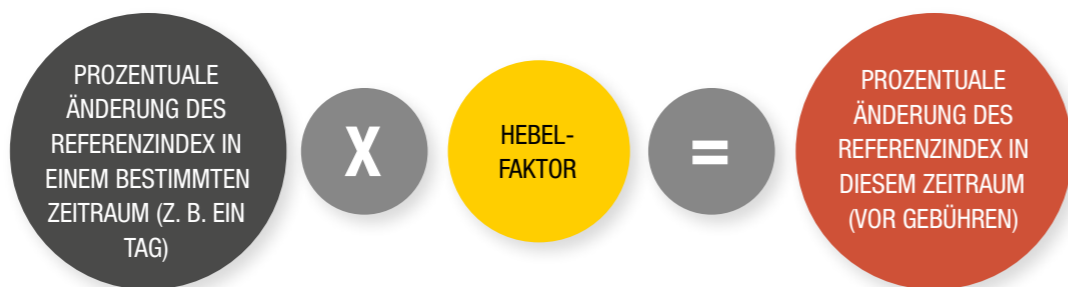 PROZENTUALE
ÄNDERUNG DES
REFERENZINDEX IN
EINEM BESTIMMTEN
ZEITRAUM (Z. B. EIN
TAG)
X
HEBEL-
FAKTOR
=
PROZENTUALE
ÄNDERUNG DES
REFERENZINDEX IN
DIESEM ZEITRAUM
(VOR GEBÜHREN)